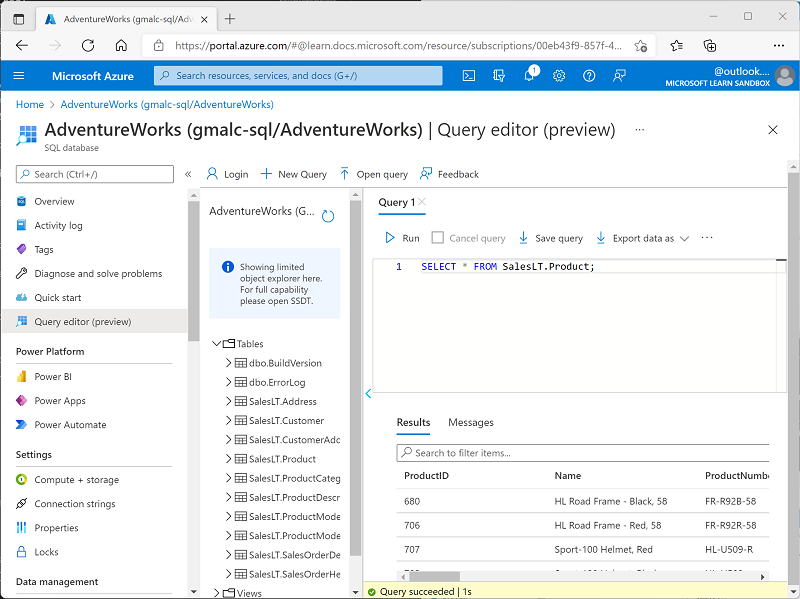 AdventureWorks (gmalc-sql/Adv
https://portal.azure.com/#@learn.docs.microsoft.com/resource/subscriptions/00eb43f9-857f-4...
Microsoft Azure
Search resources, services, and docs (G+/)
1
@outlook....
MICROSOFT LEARN SANDBOX
Home > AdventureWorks (gmalc-sql/AdventureWorks)
AdventureWorks (gmalc-sql/AdventureWorks) | Query editor (preview) ...
SQL database
Search (Ctrl+/)
«
Overview
Activity log
Tags
Diagnose and solve problems
Quick start
Query editor (preview)
Power Platform
Power BI
Power Apps
Power Automate
Settings
Compute + storage
Connection strings
Properties
Locks
Data management
Login
New Query
Open query
Feedback
AdventureWorks (G...
Showing limited
object explorer here.
For full capability
please open SSDT.
Tables
dbo.BuildVersion
dbo.ErrorLog
SalesLT.Address
SalesLT.Customer
SalesLT.CustomerAdd
SalesLT.Product
SalesLT.ProductCateg
SalesLT.ProductDescr
SalesLT.ProductMode
SalesLT.ProductMode
SalesLT.SalesOrderDe
SalesLT.SalesOrderHe
Views
Query 1
Run
Cancel query
Save query
Export data as
...
1 SELECT * FROM SalesLT.Product;
Results
Messages
Search to filter items...
ProductID Name ProductNumbe
680 HL Road Frame - Black, 58 FR-R92B-58
706 HL Road Frame - Red, 58 FR-R92R-58
707 Sport-100 Helmet, Red HL-U509-R
Query succeeded | 1s